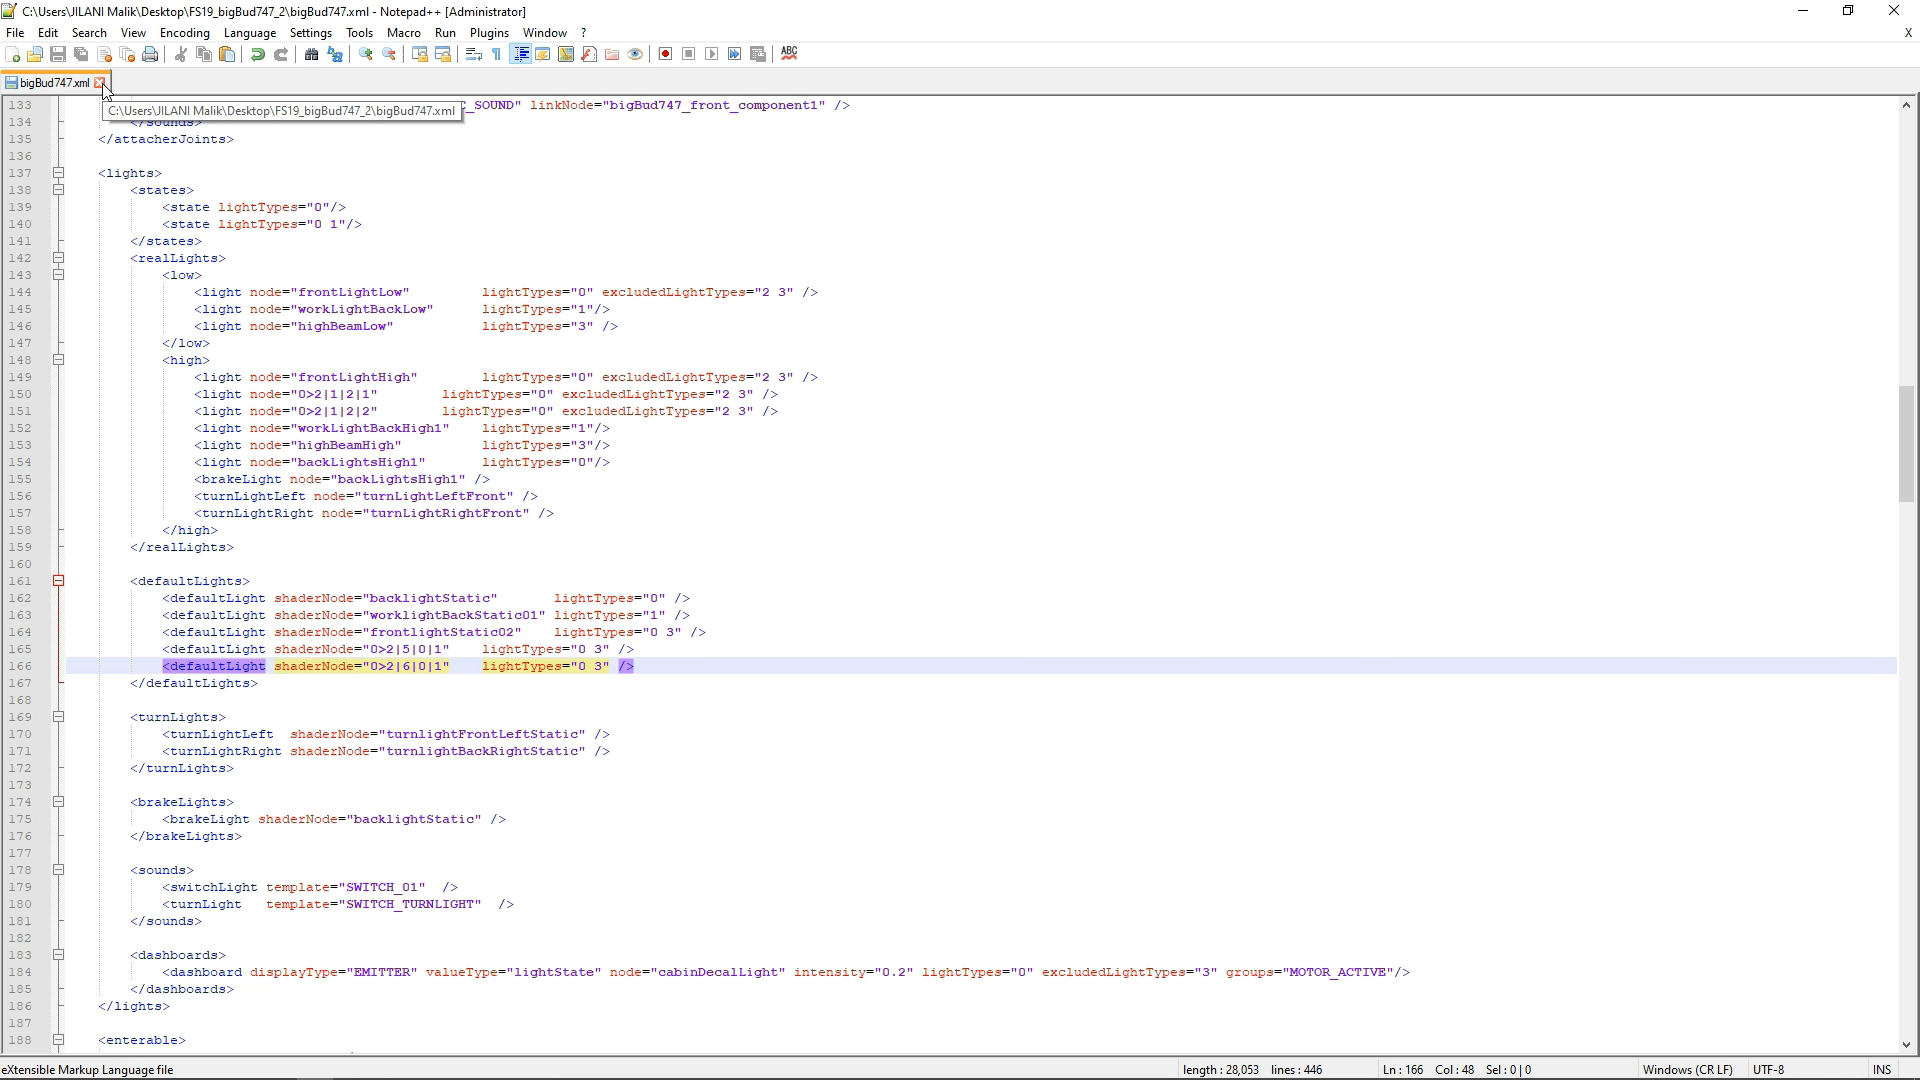 C:\Users\JILANI Malik\Desktop\FS19_bigBud747_2\bigBud747.xml - Notepad++ [Administrator]
File Edit Search View Encoding Language Settings Tools Macro Run Plugins Window ? X
ABC
bigBud747.xml
133 C_SOUND" linkNode="bigBud747_front_component1" />
C:\Users\JILANI Malik\Desktop\FS19_bigBud747_2\bigBud747.xml
134 </sounds>
135 </attacherJoints>
136
137 <lights>
138 <states>
139 <state lightTypes="0"/>
140 <state lightTypes="0 1"/>
141 </states>
142 <realLights>
143 <low>
144 <light node="frontLightLow" lightTypes="0" excludedLightTypes="2 3" />
145 <light node="workLightBackLow" lightTypes="1"/>
146 <light node="highBeamLow" lightTypes="3" />
147 </low>
148 <high>
149 <light node="frontLightHigh" lightTypes="0" excludedLightTypes="2 3" />
150 <light node="0>2|1|2|1" lightTypes="0" excludedLightTypes="2 3" />
151 <light node="0>2|1|2|2" lightTypes="0" excludedLightTypes="2 3" />
152 <light node="workLightBackHigh1" lightTypes="1"/>
153 <light node="highBeamHigh" lightTypes="3"/>
154 <light node="backLightsHigh1" lightTypes="0"/>
155 <brakeLight node="backLightsHigh1" />
156 <turnLightLeft node="turnLightLeftFront" />
157 <turnLightRight node="turnLightRightFront" />
158 </high>
159 </realLights>
160
161 <defaultLights>
162 <defaultLight shaderNode="backlightStatic" lightTypes="0" />
163 <defaultLight shaderNode="worklightBackStatic01" lightTypes="1" />
164 <defaultLight shaderNode="frontlightStatic02" lightTypes="0 3" />
165 <defaultLight shaderNode="0>2|5|0|1" lightTypes="0 3" />
166 <defaultLight shaderNode="0>2|6|0|1" lightTypes="0 3" />
167 </defaultLights>
168
169 <turnLights>
170 <turnLightLeft shaderNode="turnlightFrontLeftStatic" />
171 <turnLightRight shaderNode="turnlightBackRightStatic" />
172 </turnLights>
173
174 <brakeLights>
175 <brakeLight shaderNode="backlightStatic" />
176 </brakeLights>
177
178 <sounds>
179 <switchLight template="SWITCH_01" />
180 <turnLight template="SWITCH_TURNLIGHT" />
181 </sounds>
182
183 <dashboards>
184 <dashboard displayType="EMITTER" valueType="lightState" node="cabinDecalLight" intensity="0.2" lightTypes="0" excludedLightTypes="3" groups="MOTOR_ACTIVE"/>
185 </dashboards>
186 </lights>
187
188 <enterable>
eXtensible Markup Language file length : 28,053 lines : 446 Ln : 166 Col : 48 Sel : 0 | 0 Windows (CR LF) UTF-8 INS